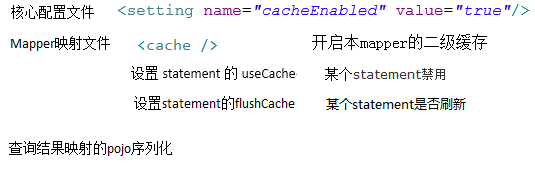 核心配置文件 <setting name="cacheEnabled" value="true"/>
Mapper映射文件 <cache /> 开启本mapper的二级缓存
设置 statement 的 useCache 某个statement禁用
设置statement的flushCache 某个statement是否刷新
查询结果映射的pojo序列化